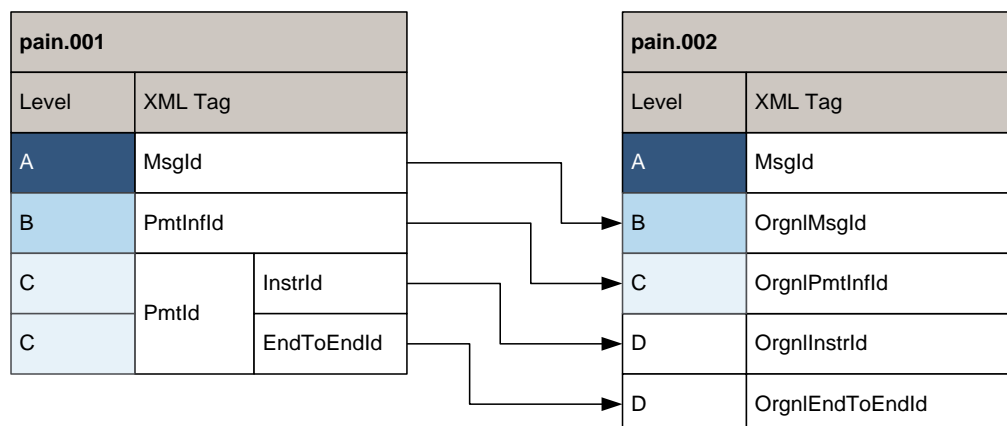 pain.001
Level XML Tag
A MsgId
B PmtInfId
C PmtId InstrId
C EndToEndId
pain.002
Level XML Tag
A MsgId
B OrgnlMsgId
C OrgnlPmtInfId
D OrgnlInstrId
D OrgnlEndToEndId